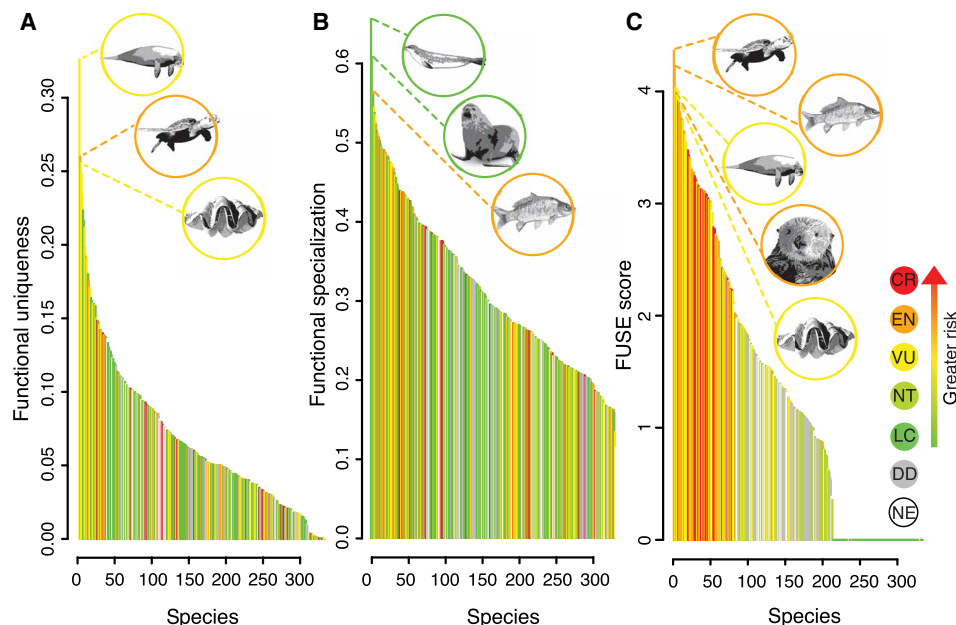 A
Functional uniqueness
0.30
0.25
0.20
0.15
0.10
0.05
0.00
0 50 100 150 200 250 300
Species
B
Functional specialization
0.6
0.5
0.4
0.3
0.2
0.1
0.0
0 50 100 150 200 250 300
Species
C
FUSE score
4
3
2
1
0
0 50 100 150 200 250 300
Species
CR
EN
VU
NT
LC
DD
NE
Greater risk